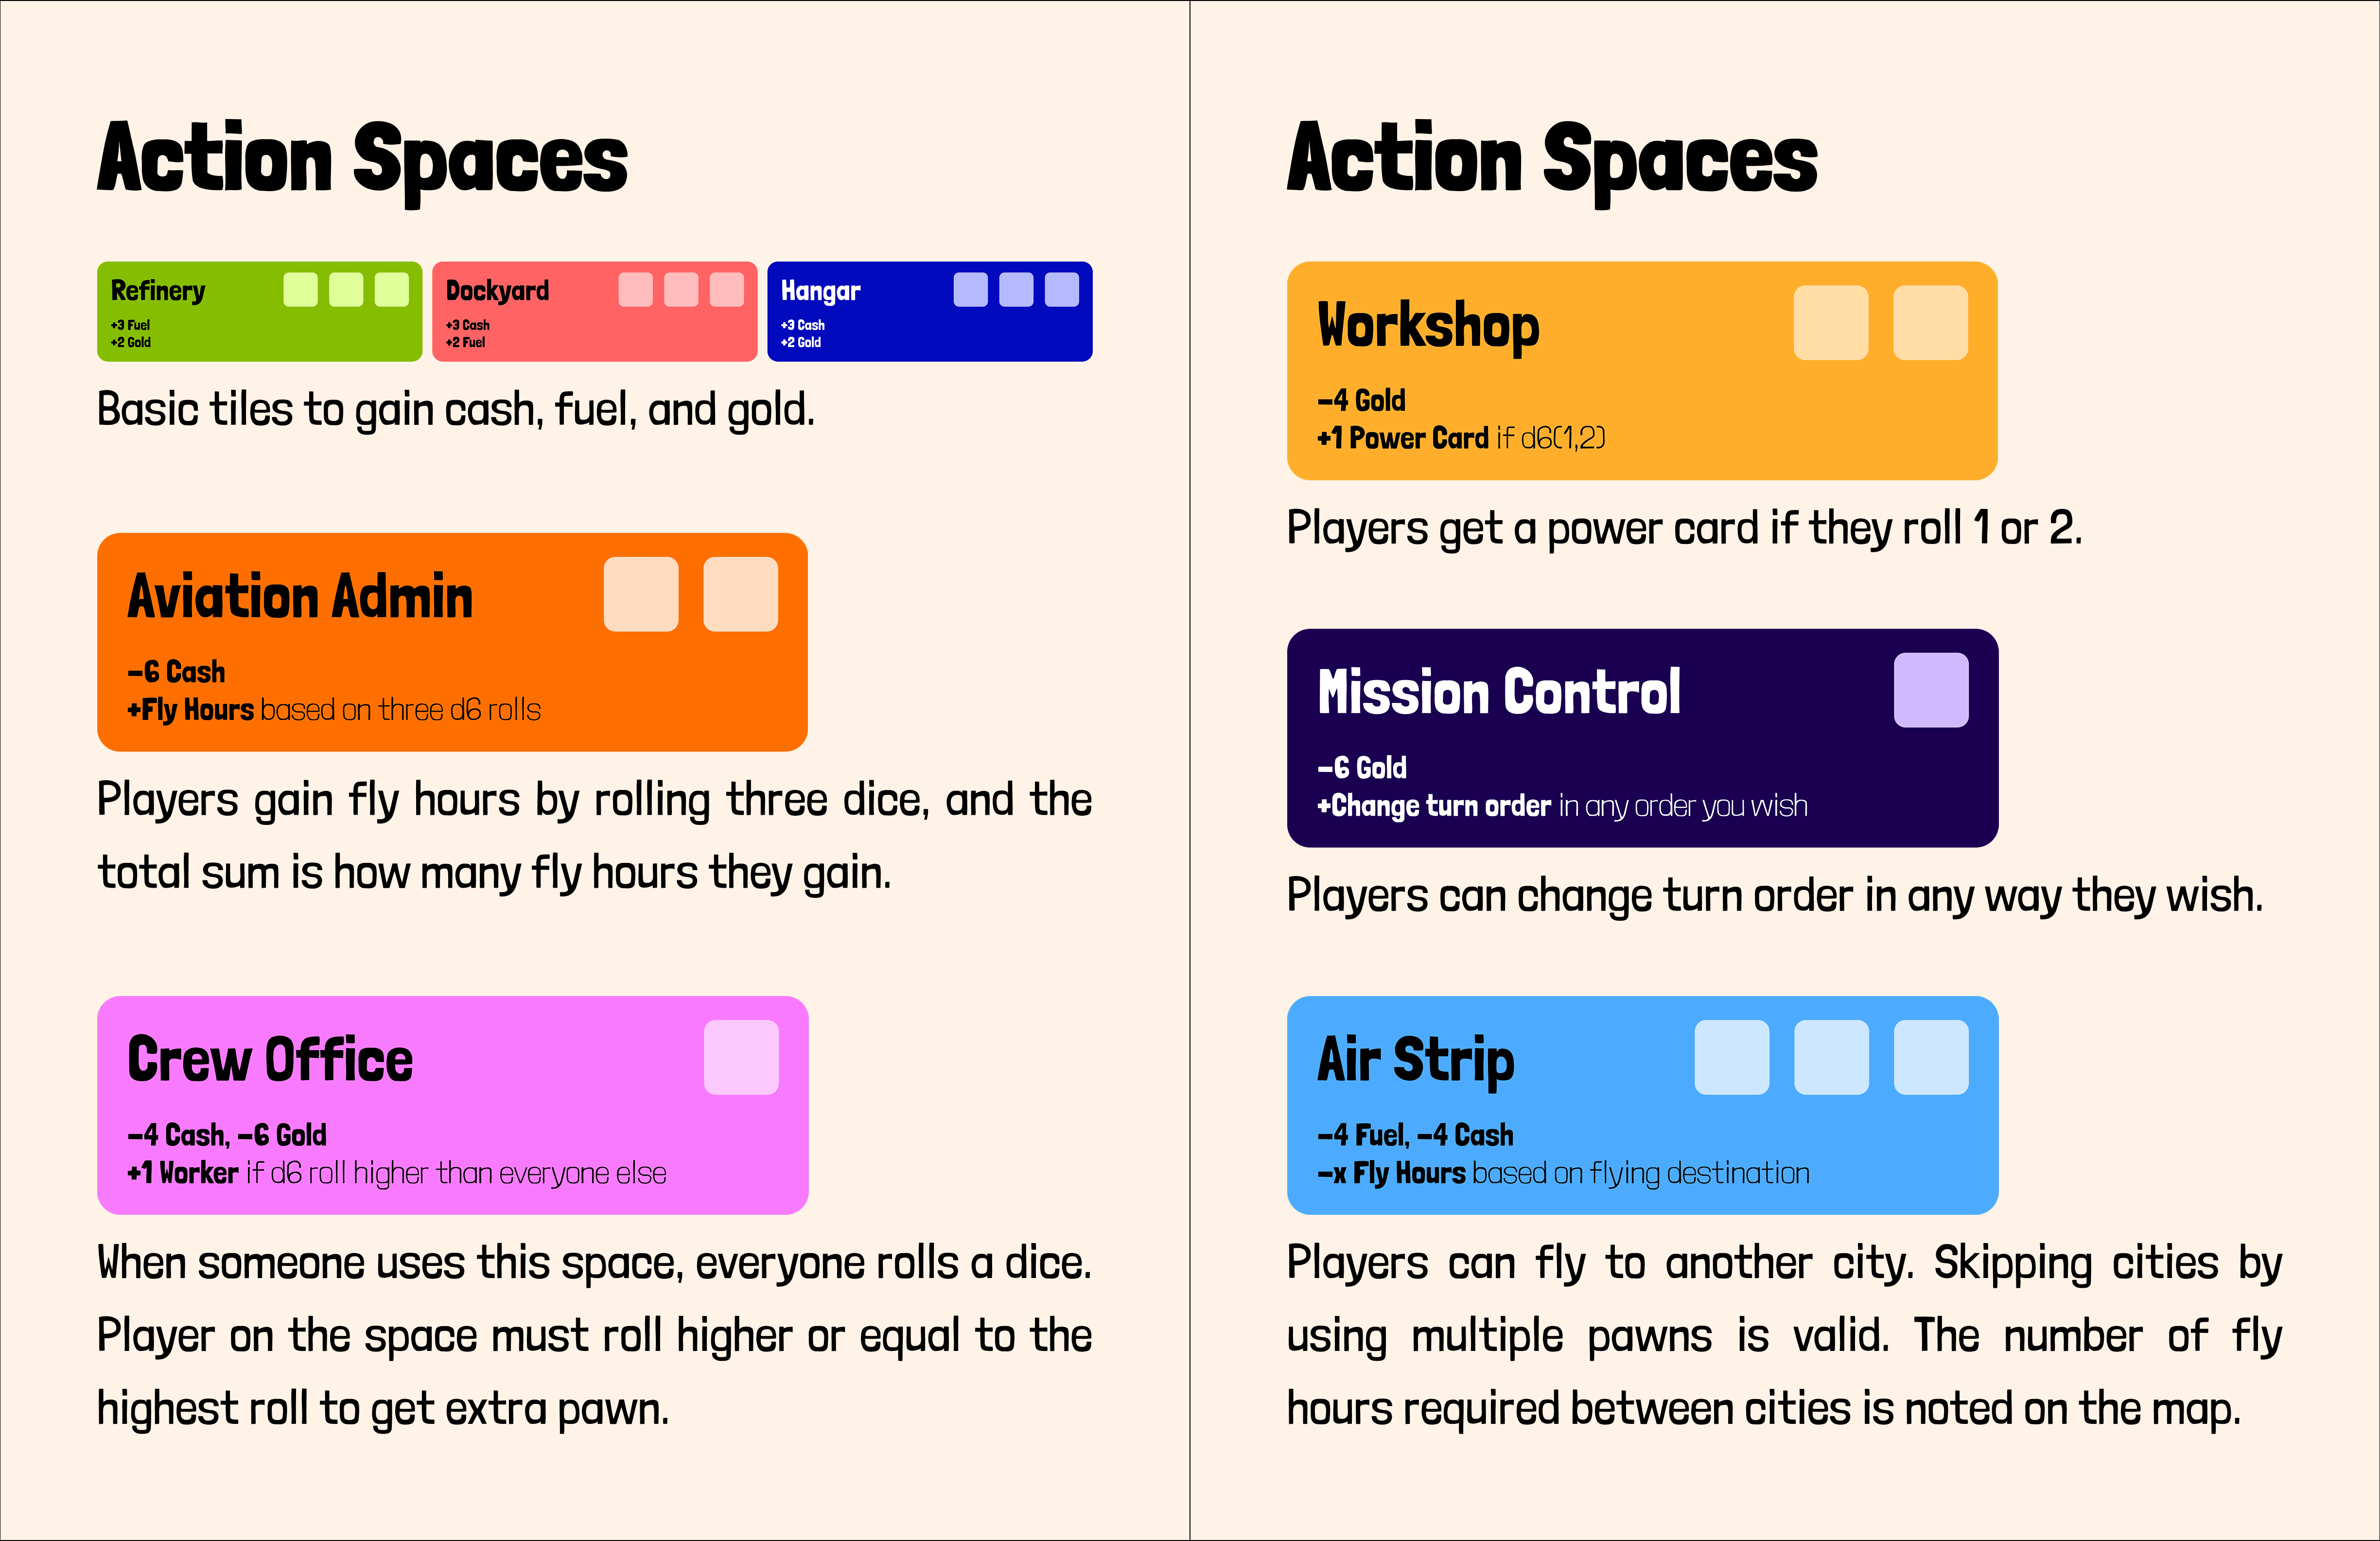 Action Spaces
Refinery
+3 Fuel
+2 Gold
Dockyard
+3 Cash
+2 Fuel
Hangar
+3 Cash
+2 Gold
Basic tiles to gain cash, fuel, and gold.
Aviation Admin
–6 Cash
+Fly Hours based on three d6 rolls
Players gain fly hours by rolling three dice, and the
total sum is how many fly hours they gain.
Crew Office
–4 Cash, –6 Gold
+1 Worker if d6 roll higher than everyone else
When someone uses this space, everyone rolls a dice.
Player on the space must roll higher or equal to the
highest roll to get extra pawn.
Action Spaces
Workshop
–4 Gold
+1 Power Card if d6(1,2)
Players get a power card if they roll 1 or 2.
Mission Control
–6 Gold
+Change turn order in any order you wish
Players can change turn order in any way they wish.
Air Strip
–4 Fuel, –4 Cash
–x Fly Hours based on flying destination
Players can fly to another city. Skipping cities by
using multiple pawns is valid. The number of fly
hours required between cities is noted on the map.